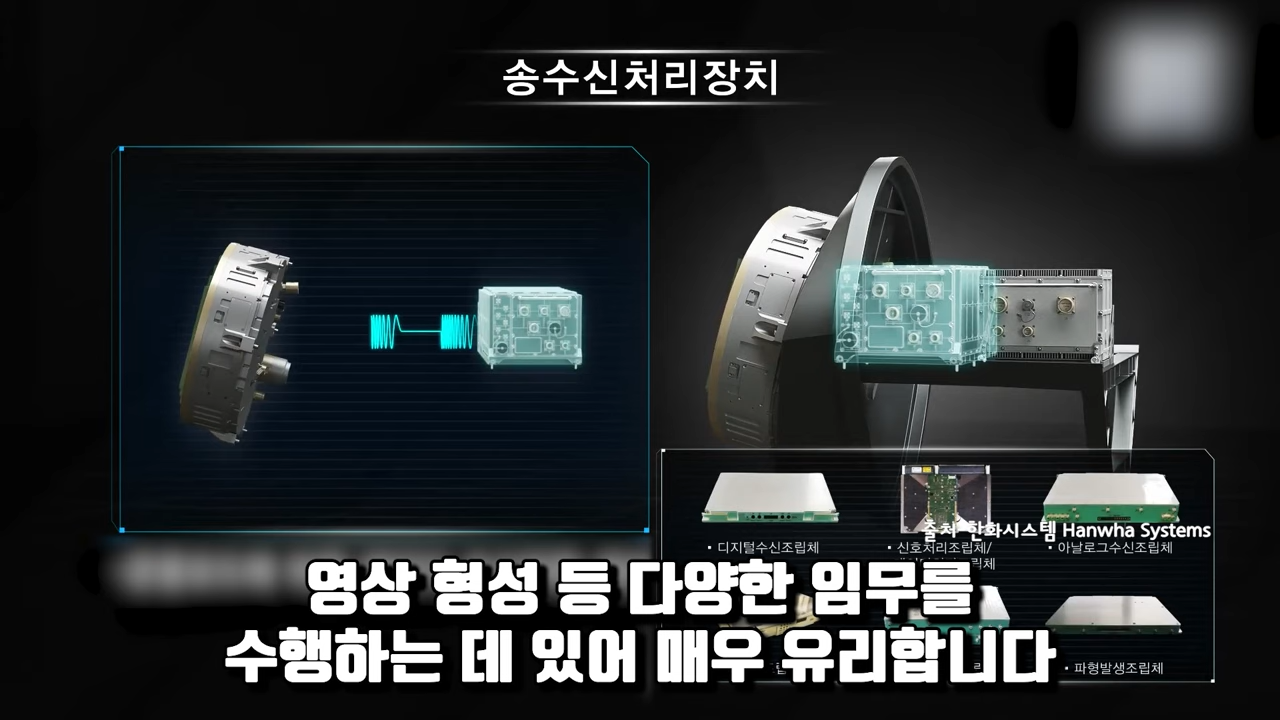 송수신처리장치
출처 한화시스템 Hanwha Systems
· 디지털수신조립체
· 신호처리조립체/
· 아날로그수신조립체
영상 형성 등 다양한 임무를
수행하는 데 있어 매우 유리합니다
· 파형발생조립체